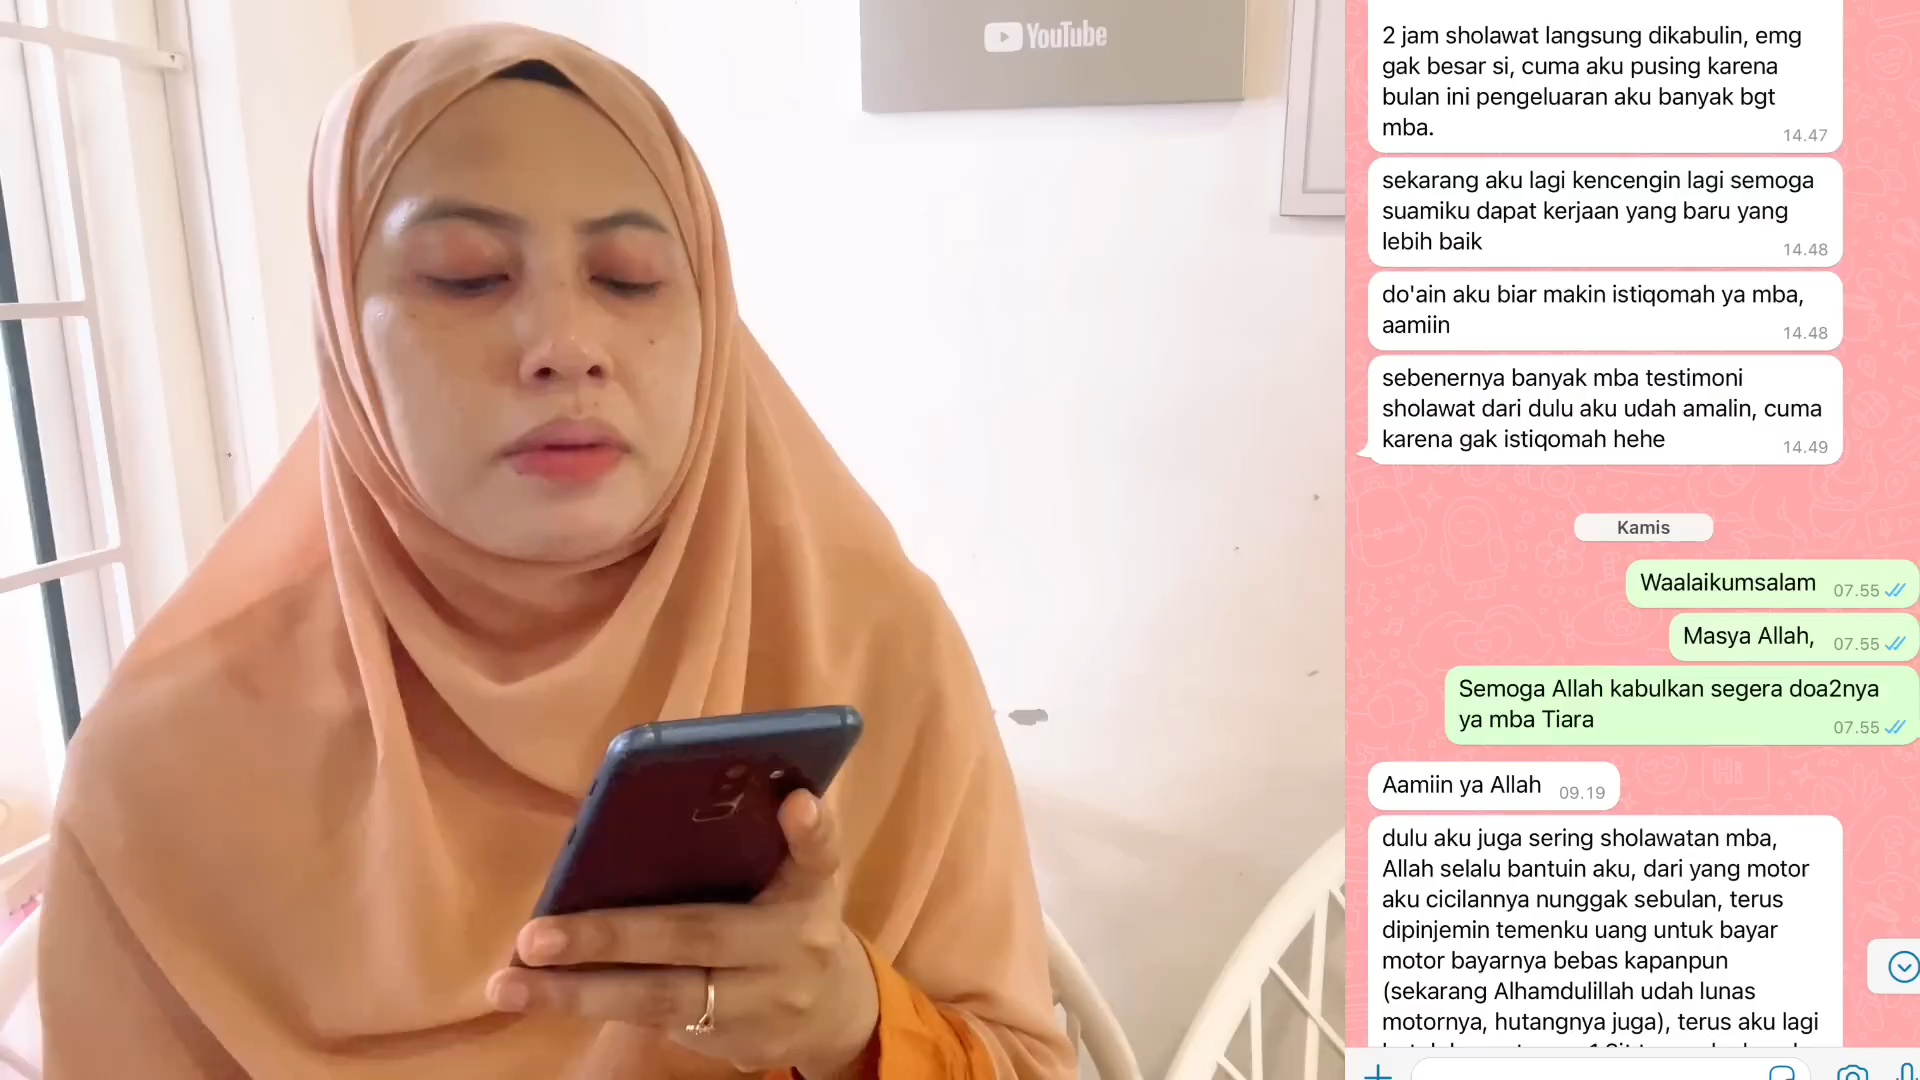 YouTube
2 jam sholawat langsung dikabulin, emg
gak besar si, cuma aku pusing karena
bulan ini pengeluaran aku banyak bgt
mba.
14.47
sekarang aku lagi kencengin lagi semoga
suamiku dapat kerjaan yang baru yang
lebih baik
14.48
do'ain aku biar makin istiqomah ya mba,
aamiin
14.48
sebenernya banyak mba testimoni
sholawat dari dulu aku udah amalin, cuma
karena gak istiqomah hehe
14.49
Kamis
Waalaikumsalam
07.55
Masya Allah,
07.55
Semoga Allah kabulkan segera doa2nya
ya mba Tiara
07.55
Aamiin ya Allah
09.19
dulu aku juga sering sholawatan mba,
Allah selalu bantuin aku, dari yang motor
aku cicilannya nunggak sebulan, terus
dipinjemin temenku uang untuk bayar
motor bayarnya bebas kapanpun
(sekarang Alhamdulillah udah lunas
motornya, hutangnya juga), terus aku lagi